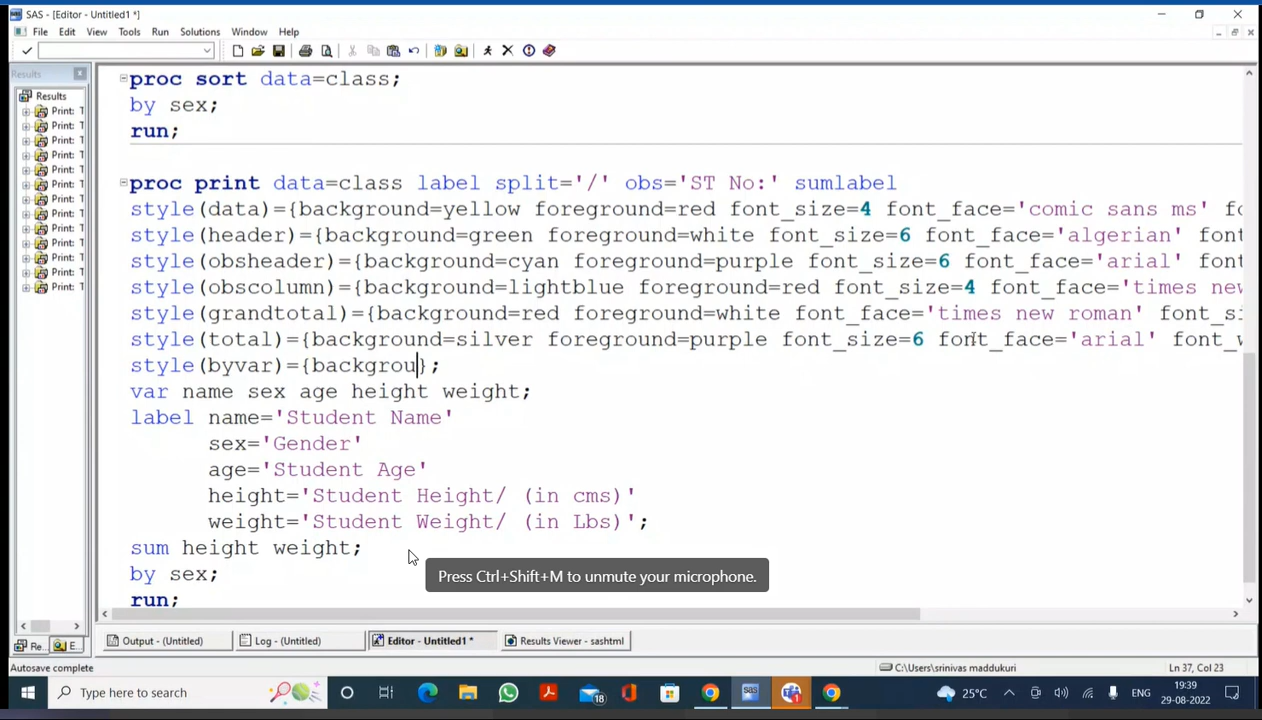 SAS - [Editor - Untitled1 *]
File Edit View Tools Run Solutions Window Help
Results
Results
Print: T
Print: T
Print: T
Print: T
Print: T
Print: T
Print: T
Print: T
Print: T
Print: T
Print: T
Print: T
Print: T
proc sort data=class;
by sex;
run;
proc print data=class label split='/' obs='ST No:' sumlabel
style(data)={background=yellow foreground=red font_size=4 font_face='comic sans ms' fo
style(header)={background=green foreground=white font_size=6 font_face='algerian' font
style(obsheader)={background=cyan foreground=purple font_size=6 font_face='arial' font
style(obscolumn)={background=lightblue foreground=red font_size=4 font_face='times new
style(grandtotal)={background=red foreground=white font_face='times new roman' font_si
style(total)={background=silver foreground=purple font_size=6 font_face='arial' font_w
style(byvar)={backgrou};
var name sex age height weight;
label name='Student Name'
sex='Gender'
age='Student Age'
height='Student Height/ (in cms)'
weight='Student Weight/ (in Lbs)';
sum height weight;
by sex;
run;
Press Ctrl+Shift+M to unmute your microphone.
Re... E...
Output - (Untitled) Log - (Untitled) Editor - Untitled1 * Results Viewer - sashtml
Autosave complete C:\Users\srinivas maddukuri Ln 37, Col 23
Type here to search 18 sas 25°C ENG 19:39
29-08-2022